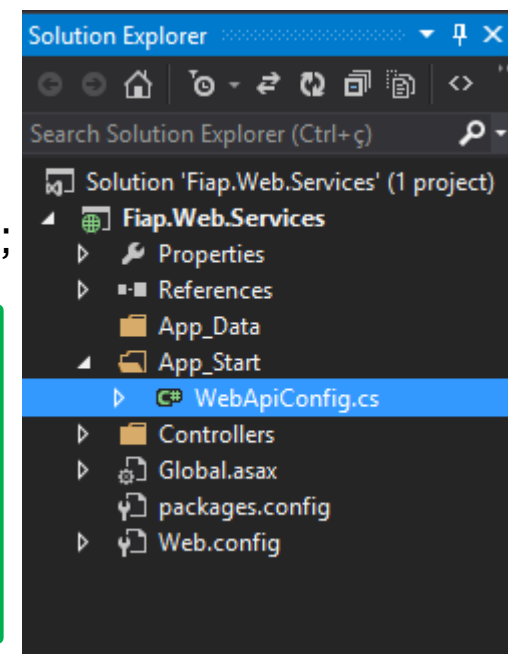 Solution Explorer
Search Solution Explorer (Ctrl+ç)
Solution 'Fiap.Web.Services' (1 project)
Fiap.Web.Services
;
Properties
References
App_Data
App_Start
C# WebApiConfig.cs
Controllers
Global.asax
packages.config
Web.config